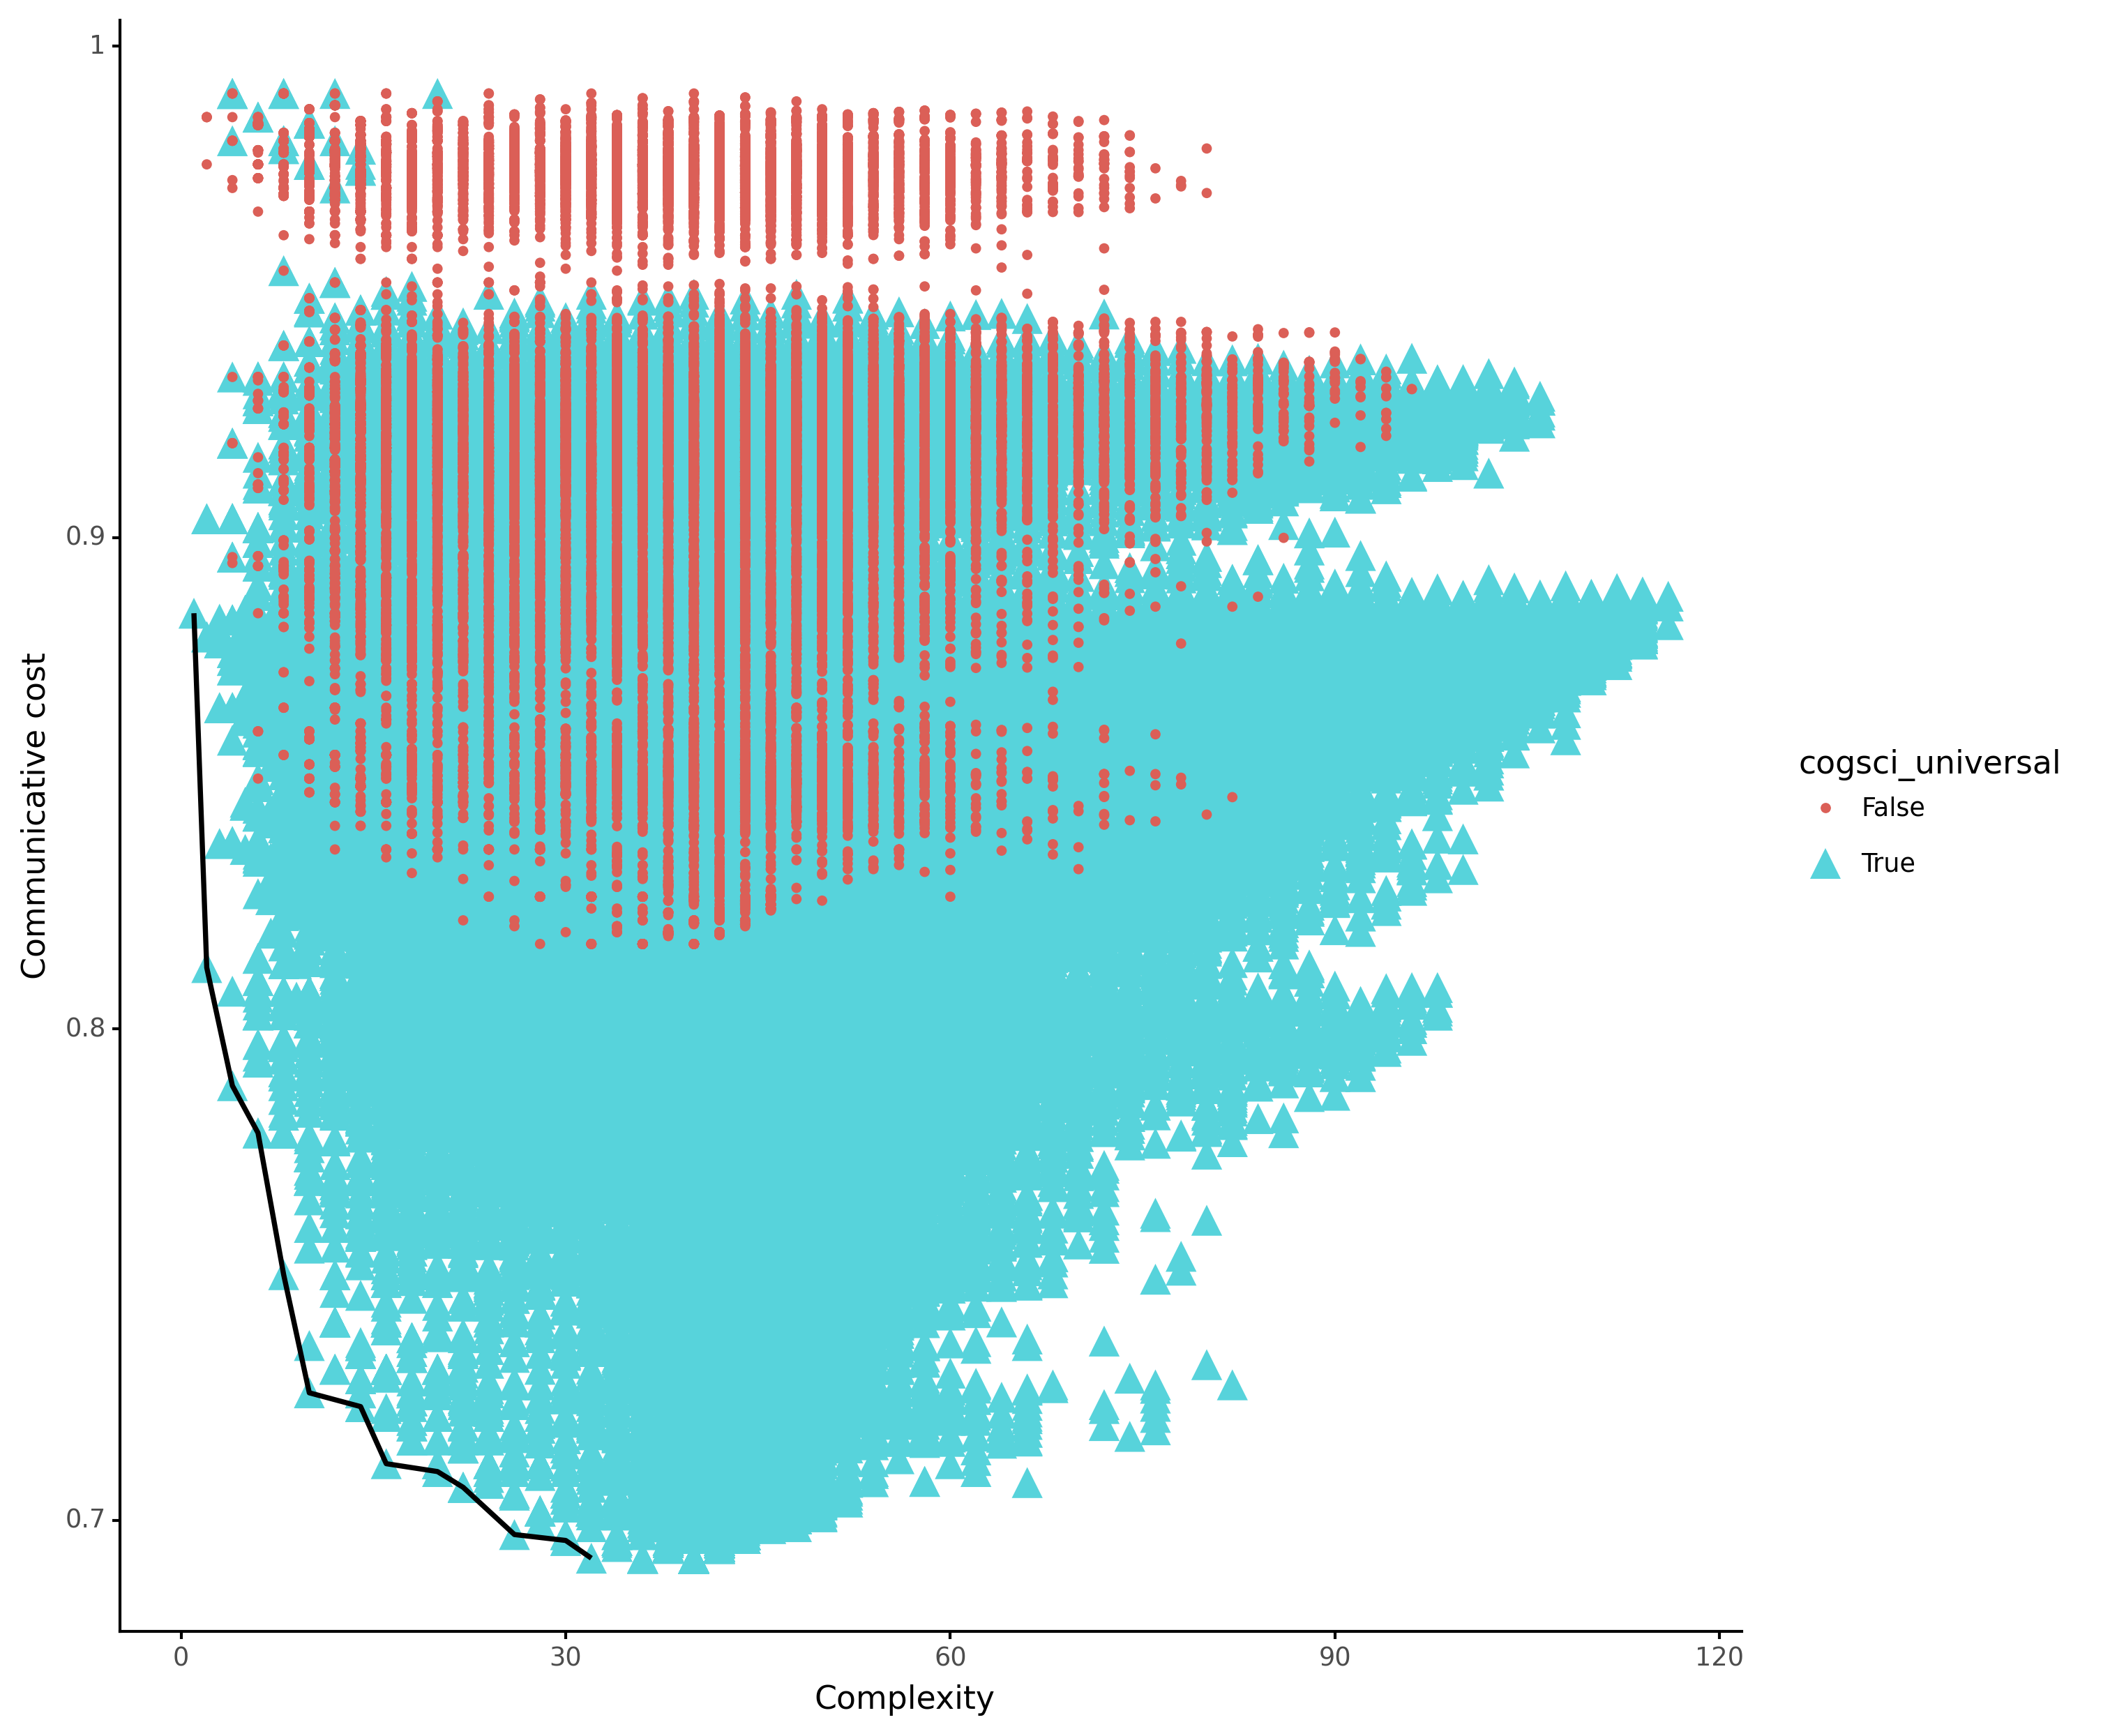 1
0.9
0.8
0.7
Communicative cost
0
30
60
90
120
Complexity
cogsci_universal
False
True